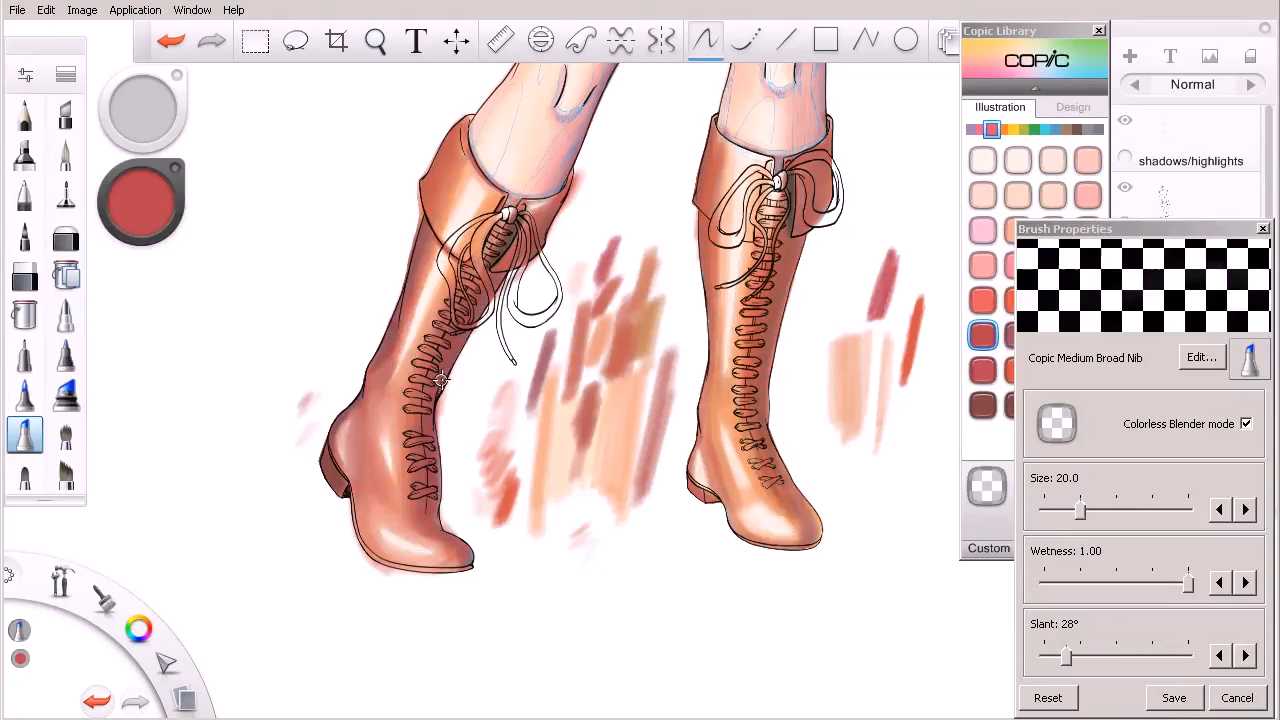 File Edit Image Application Window Help
T
Copic Library
COPIC
Illustration Design
T
Normal
shadows/highlights
Brush Properties
Copic Medium Broad Nib Edit...
Colorless Blender mode
Size: 20.0
Wetness: 1.00
Custom
Slant: 28°
Reset Save Cancel